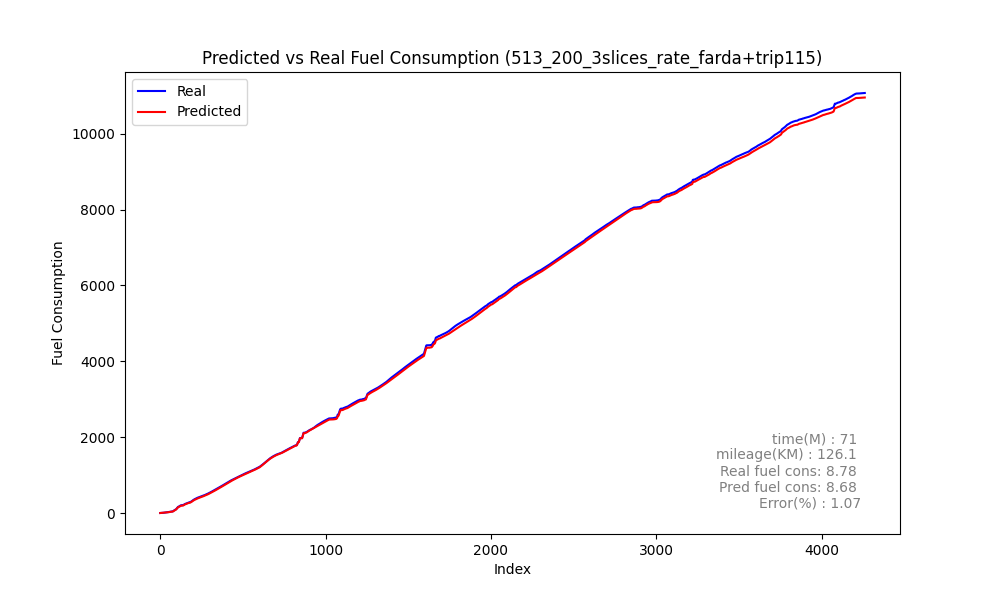 Predicted vs Real Fuel Consumption (513_200_3slices_rate_farda+trip115)
Real
Predicted
Fuel Consumption
10000
8000
6000
4000
2000
0
time(M) : 71
mileage(KM) : 126.1
Real fuel cons: 8.78
Pred fuel cons: 8.68
Error(%) : 1.07
0 1000 2000 3000 4000
Index